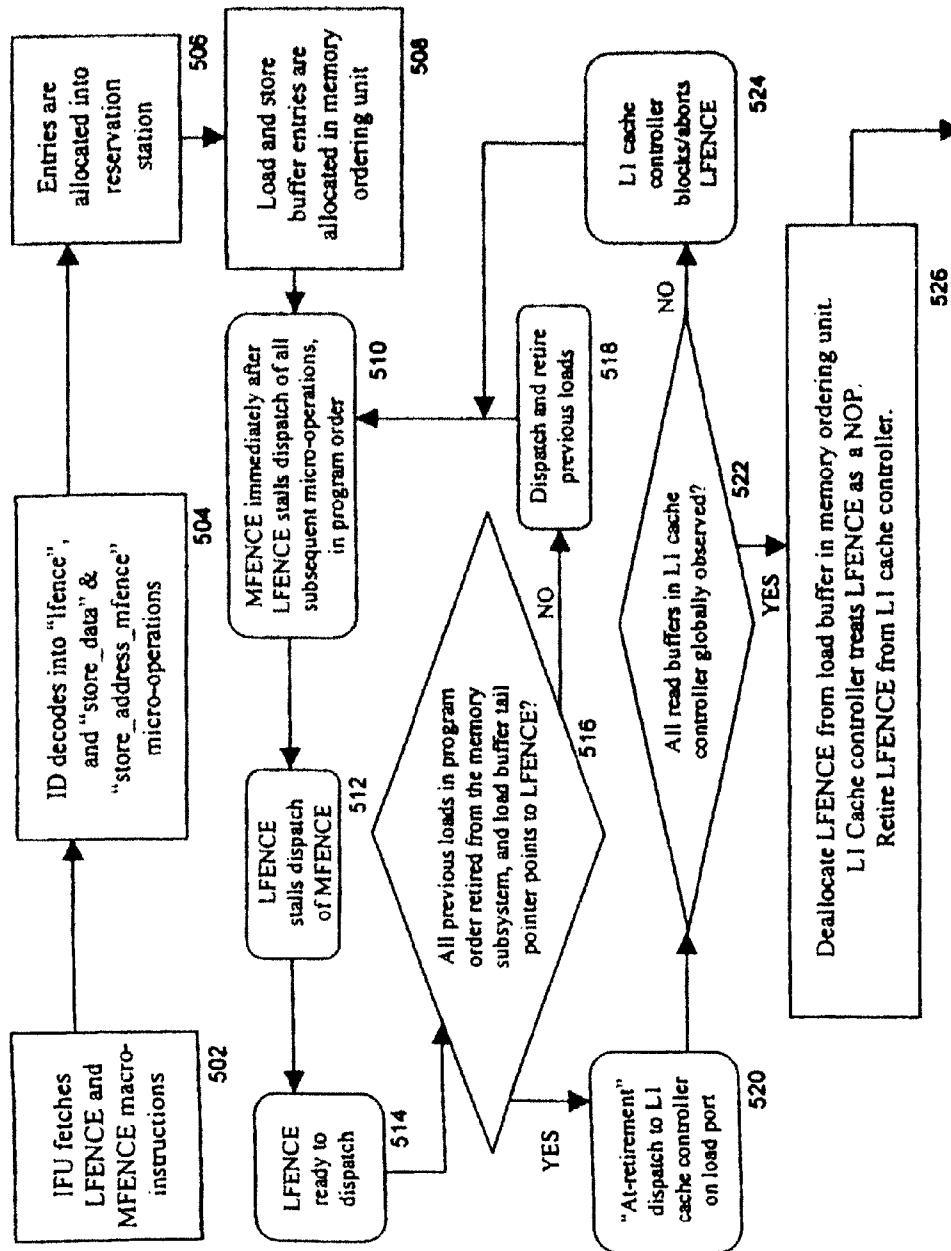 IFU fetches
LFENCE and
MFENCE macro-
instructions
502
ID decodes into "lfence",
and "store_data" &
"store_address_mfence"
micro-operations
504
Entries are
allocated into
reservation
station
506
Load and store
buffer entries are
allocated in memory
ordering unit
508
MFENCE immediately after
LFENCE stalls dispatch of all
subsequent micro-operations,
in program order
510
LFENCE
stalls dispatch
of MFENCE
512
LFENCE
ready to
dispatch
514
All previous loads in program
order retired from the memory
subsystem, and load buffer tail
pointer points to LFENCE?
516
NO
Dispatch and retire
previous loads
518
YES
"At-retirement"
dispatch to L1
cache controller
on load port
520
All read buffers in L1 cache
controller globally observed?
522
NO
L1 cache
controller
blocks/aborts
LFENCE
524
YES
Deallocate LFENCE from load buffer in memory ordering unit.
L1 Cache controller treats LFENCE as a NOP.
Retire LFENCE from L1 cache controller.
526